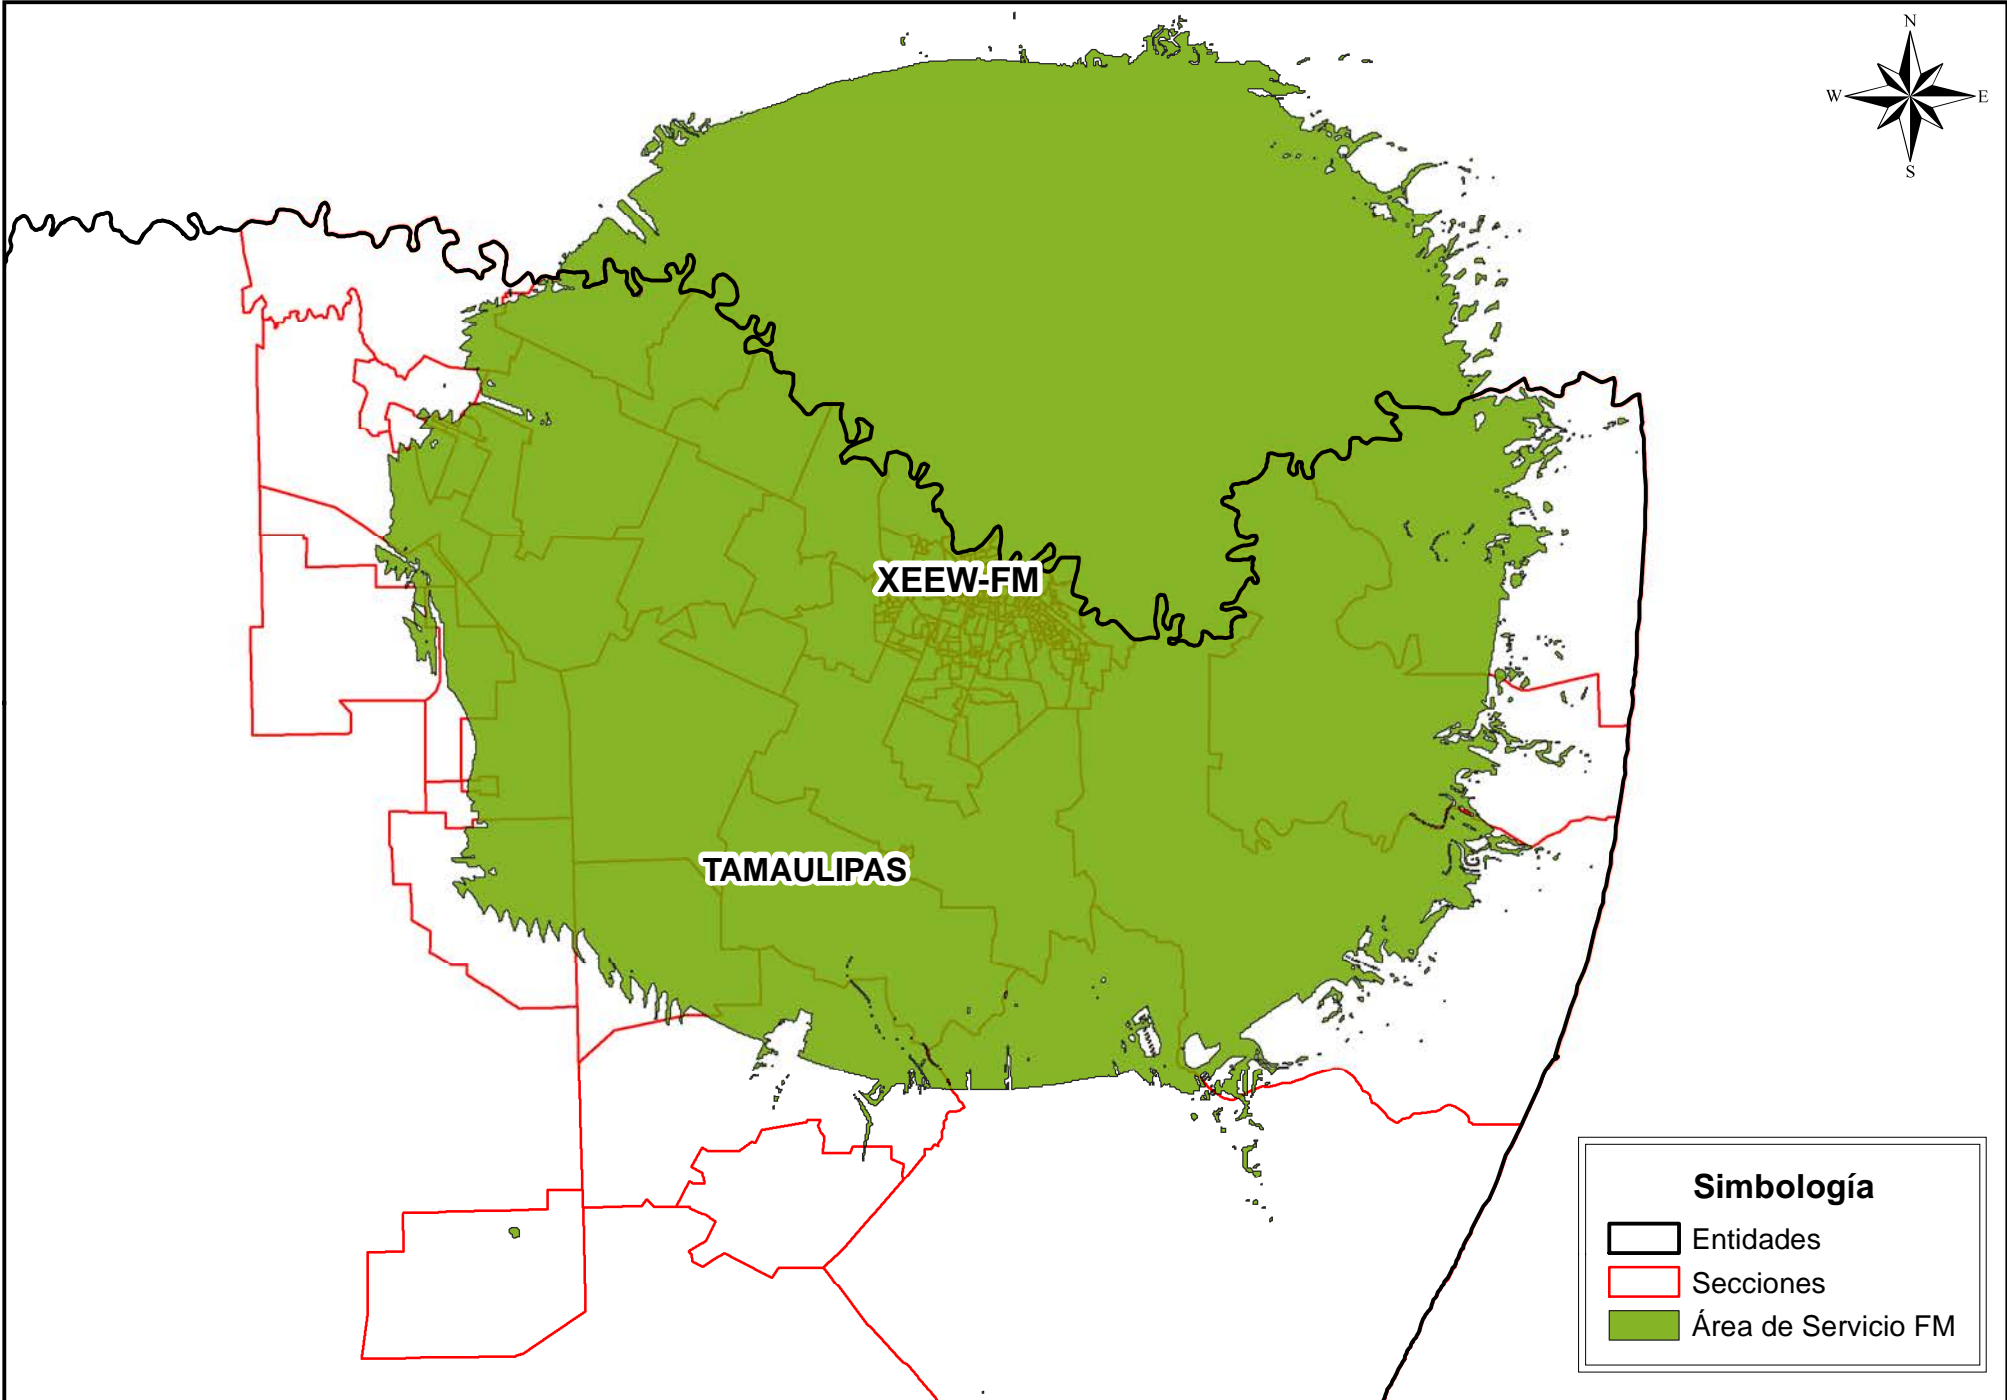 N
W E
S
XEEW-FM
TAMAULIPAS
Simbología
Entidades
Secciones
Área de Servicio FM